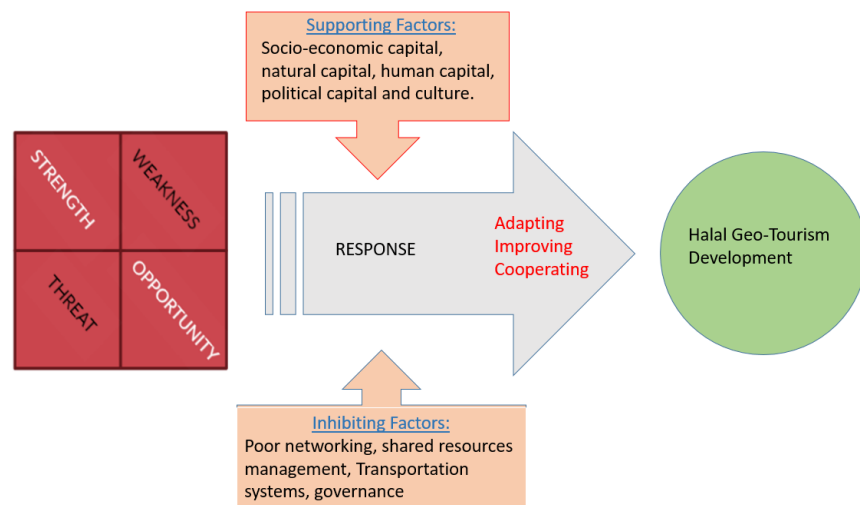 Supporting Factors:
Socio-economic capital,
natural capital, human capital,
political capital and culture.
STRENGTH
WEAKNESS
THREAT
OPPORTUNITY
RESPONSE
Adapting
Improving
Cooperating
Halal Geo-Tourism
Development
Inhibiting Factors:
Poor networking, shared resources
management, Transportation
systems, governance